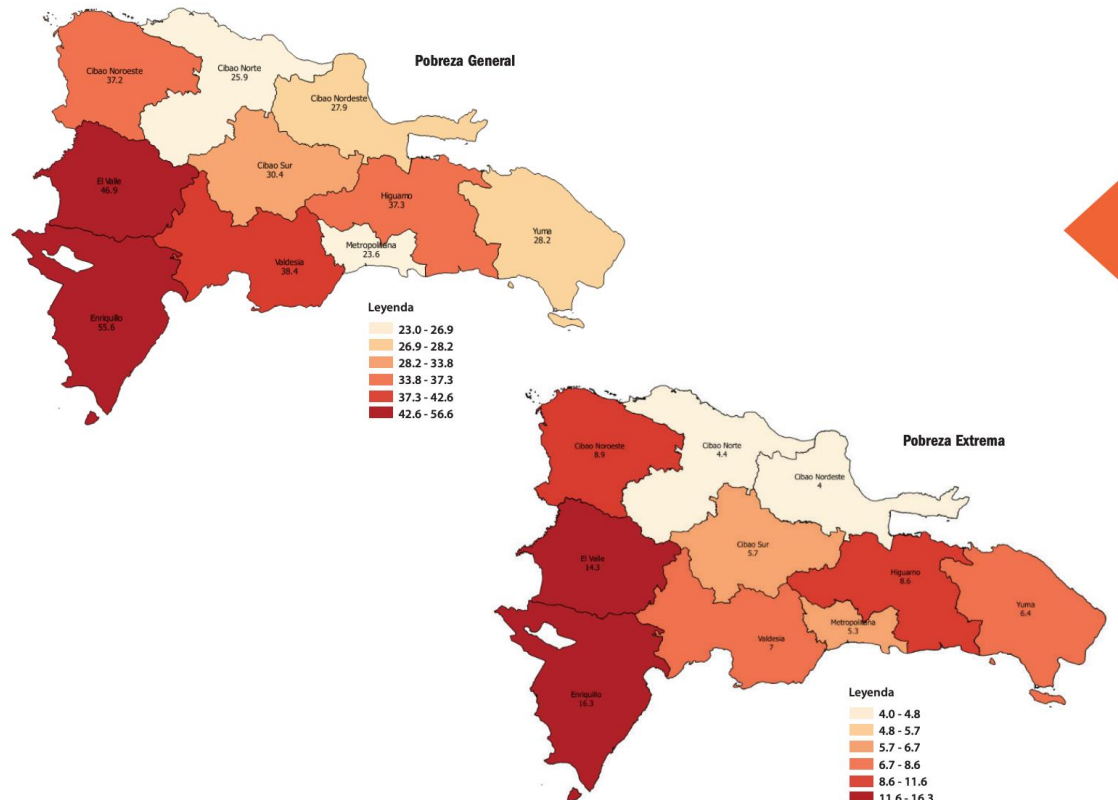 Pobreza General
Cibao Noroeste
37.2
Cibao Norte
25.9
Cibao Nordeste
27.9
Cibao Sur
30.4
El Valle
46.9
Higuamo
37.3
Yuma
28.2
Metropolitana
23.6
Valdesia
38.4
Enriquillo
55.6
Leyenda
23.0 - 26.9
26.9 - 28.2
28.2 - 33.8
33.8 - 37.3
37.3 - 42.6
42.6 - 56.6
Pobreza Extrema
Cibao Noroeste
8.9
Cibao Norte
4.4
Cibao Nordeste
4
Cibao Sur
5.7
El Valle
14.3
Higuamo
8.6
Yuma
6.4
Metropolitana
5.3
Valdesia
7
Enriquillo
16.3
Leyenda
4.0 - 4.8
4.8 - 5.7
5.7 - 6.7
6.7 - 8.6
8.6 - 11.6
11.6 - 16.3